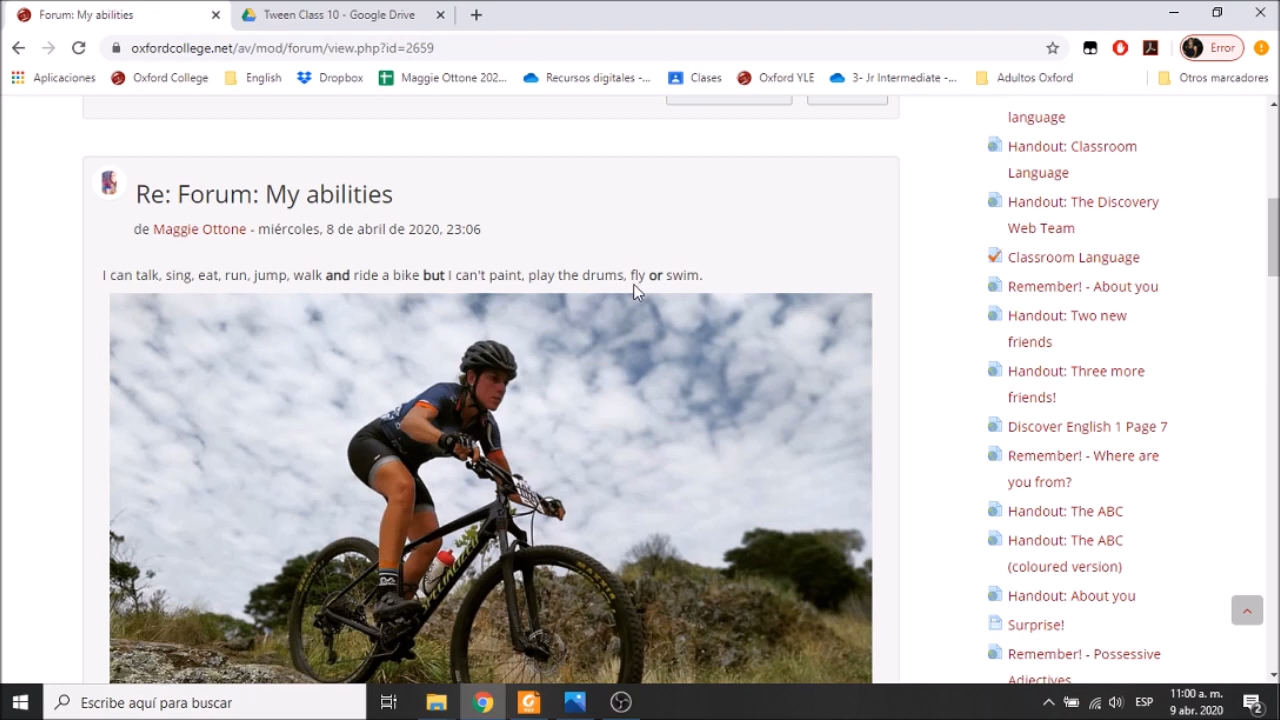 Forum: My abilities
Tween Class 10 - Google Drive
oxfordcollege.net/av/mod/forum/view.php?id=2659
Error
Aplicaciones
Oxford College
English
Dropbox
Maggie Ottone 202...
Recursos digitales -...
Clases
Oxford YLE
3- Jr Intermediate -...
Adultos Oxford
Otros marcadores
Re: Forum: My abilities
de Maggie Ottone - miércoles, 8 de abril de 2020, 23:06
I can talk, sing, eat, run, jump, walk and ride a bike but I can't paint, play the drums, fly or swim.
SPECIALIZED
language
Handout: Classroom
Language
Handout: The Discovery
Web Team
Classroom Language
Remember! - About you
Handout: Two new
friends
Handout: Three more
friends!
Discover English 1 Page 7
Remember! - Where are
you from?
Handout: The ABC
Handout: The ABC
(coloured version)
Handout: About you
Surprise!
Remember! - Possessive
Adjectives
Escribe aquí para buscar
ESP
11:00 a. m.
9 abr. 2020
2